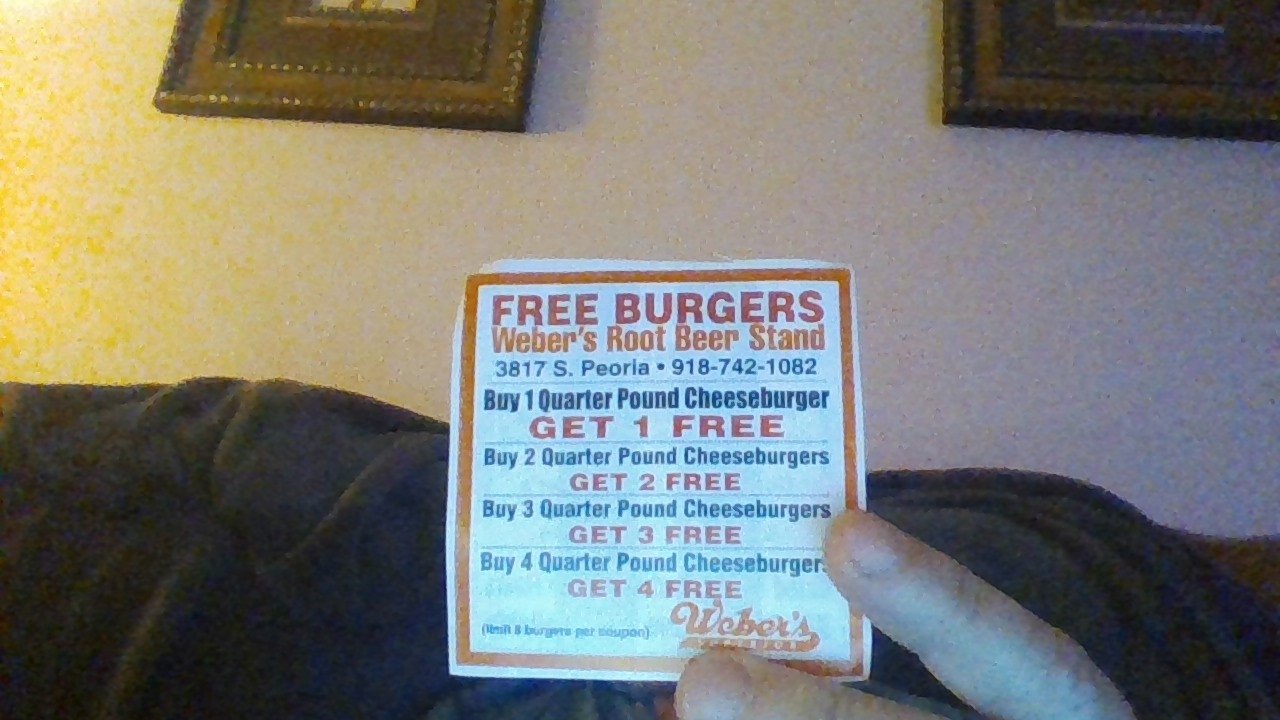 FREE BURGERS
Weber's Root Beer Stand
3817 S. Peoria • 918-742-1082
Buy 1 Quarter Pound Cheeseburger
GET 1 FREE
Buy 2 Quarter Pound Cheeseburgers
GET 2 FREE
Buy 3 Quarter Pound Cheeseburgers
GET 3 FREE
Buy 4 Quarter Pound Cheeseburger
GET 4 FREE
(limit 8 burgers per coupon)
Weber's